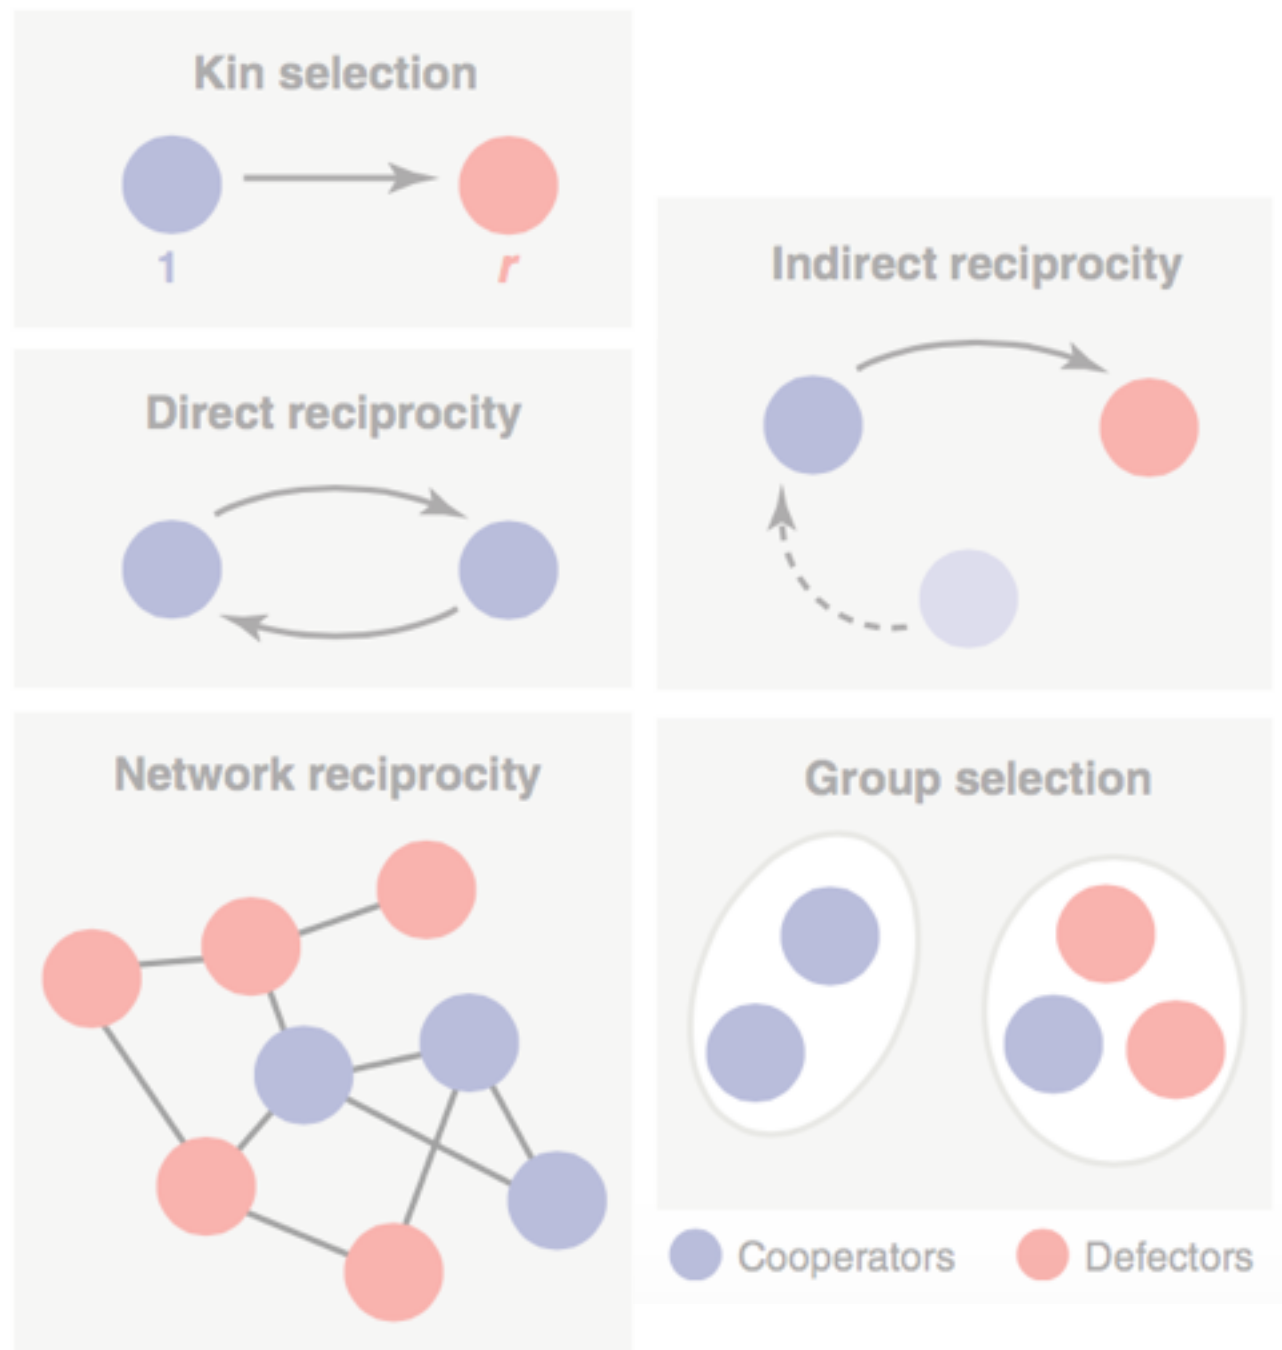 Kin selection
1
r
Direct reciprocity
Indirect reciprocity
Network reciprocity
Group selection
Cooperators
Defectors